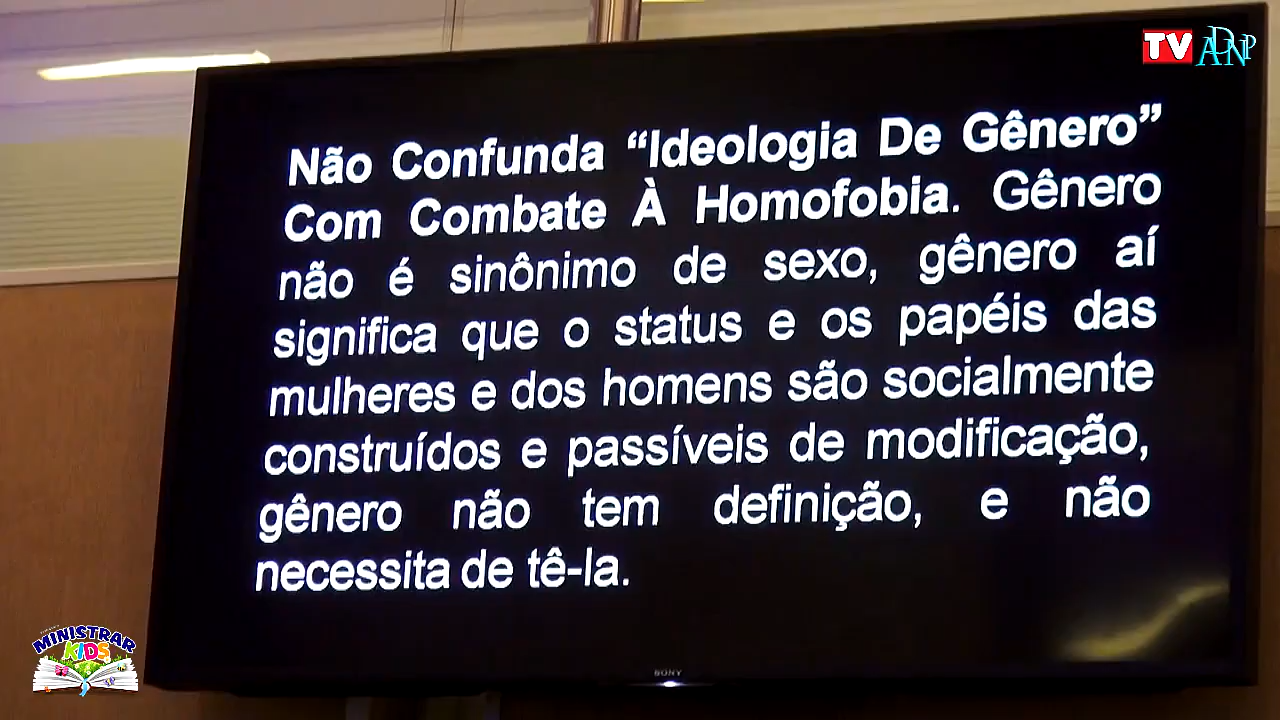 TV ADNP
Não Confunda “Ideologia De Gênero”
Com Combate À Homofobia. Gênero
não é sinônimo de sexo, gênero aí
significa que o status e os papéis das
mulheres e dos homens são socialmente
construídos e passíveis de modificação,
gênero não tem definição, e não
necessita de tê-la.
MINISTRAR
KIDS
SONY